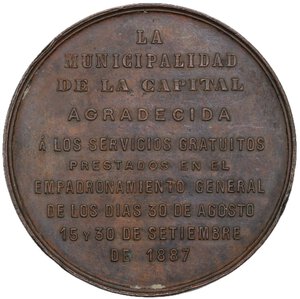 LA
MUNICIPALIDAD
DE LA CAPITAL
AGRADECIDA
Á LOS SERVICIOS GRATUITOS
PRESTADOS EN EL
EMPADRONAMIENTO GENERAL
DE LOS DIAS 30 DE AGOSTO
15 Y 30 DE SETIEMBRE
DE 1887